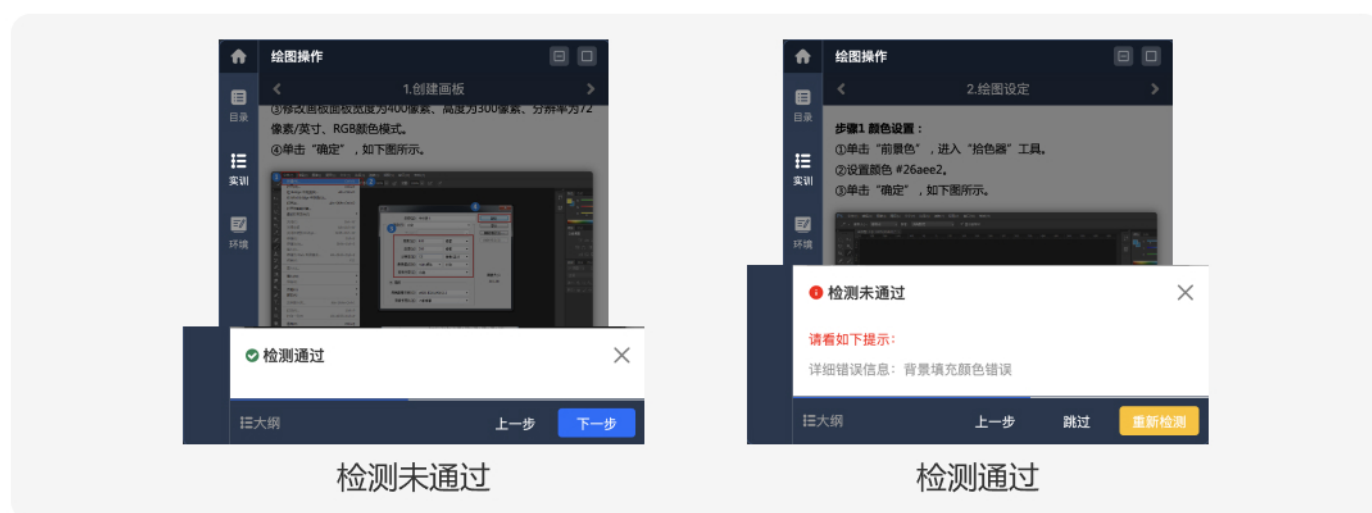 绘图操作
1.创建画板
目录
③修改画板画板宽度为400像素、高度为300像素、分辨率为72
像素/英寸、RGB颜色模式。
④单击“确定”，如下图所示。
实训
环境
检测通过
大纲
上一步
下一步
检测未通过
绘图操作
2.绘图设定
目录
步骤1 颜色设置：
①单击“前景色”，进入“拾色器”工具。
②设置颜色 #26aee2。
③单击“确定”，如下图所示。
实训
环境
检测未通过
请看如下提示：
详细错误信息：背景填充颜色错误
大纲
上一步
跳过
重新检测
检测通过